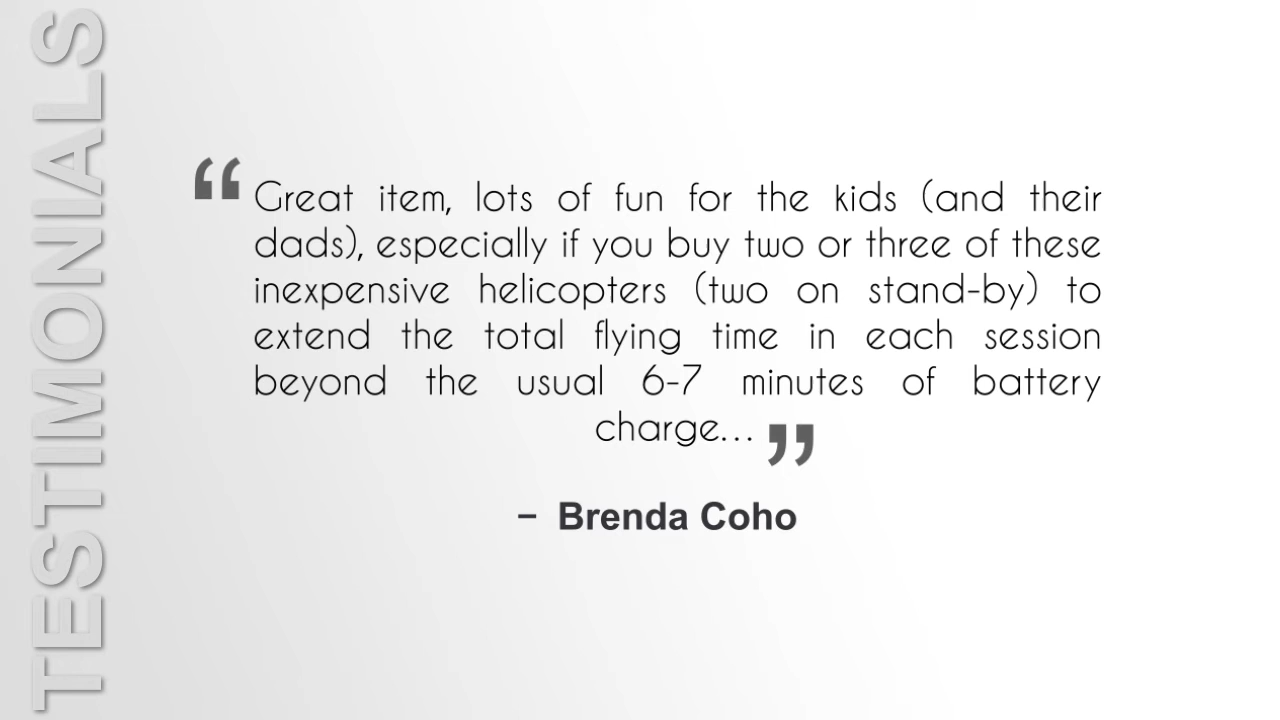 TESTIMONIALS
“Great item, lots of fun for the kids (and their
dads), especially if you buy two or three of these
inexpensive helicopters (two on stand-by) to
extend the total flying time in each session
beyond the usual 6-7 minutes of battery
charge...”
– Brenda Coho